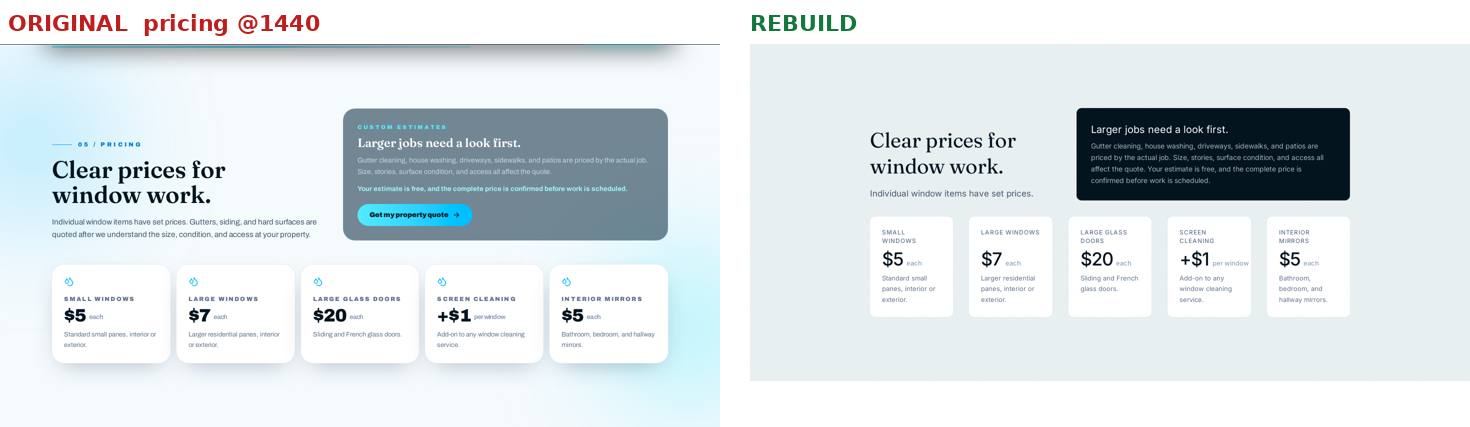 ORIGINAL pricing @1440
05 / PRICING
Clear prices for
window work.
Individual window items have set prices. Gutters, siding, and hard surfaces are
quoted after we understand the size, condition, and access at your property.
CUSTOM ESTIMATES
Larger jobs need a look first.
Gutter cleaning, house washing, driveways, sidewalks, and patios are priced by the actual job.
Size, stories, surface condition, and access all affect the quote.
Your estimate is free, and the complete price is confirmed before work is scheduled.
Get my property quote →
SMALL WINDOWS
$5 each
Standard small panes, interior or
exterior.
LARGE WINDOWS
$7 each
Larger residential panes, interior
or exterior.
LARGE GLASS DOORS
$20 each
Sliding and French glass doors.
SCREEN CLEANING
+$1 per window
Add-on to any window cleaning
service.
INTERIOR MIRRORS
$5 each
Bathroom, bedroom, and hallway
mirrors.
REBUILD
Clear prices for
window work.
Individual window items have set prices.
Larger jobs need a look first.
Gutter cleaning, house washing, driveways, sidewalks, and patios are
priced by the actual job. Size, stories, surface condition, and access all
affect the quote. Your estimate is free, and the complete price is
confirmed before work is scheduled.
SMALL
WINDOWS
$5 each
Standard small
panes, interior or
exterior.
LARGE WINDOWS
$7 each
Larger residential
panes, interior or
exterior.
LARGE GLASS
DOORS
$20 each
Sliding and French
glass doors.
SCREEN
CLEANING
+$1 per window
Add-on to any
window cleaning
service.
INTERIOR
MIRRORS
$5 each
Bathroom,
bedroom, and
hallway mirrors.